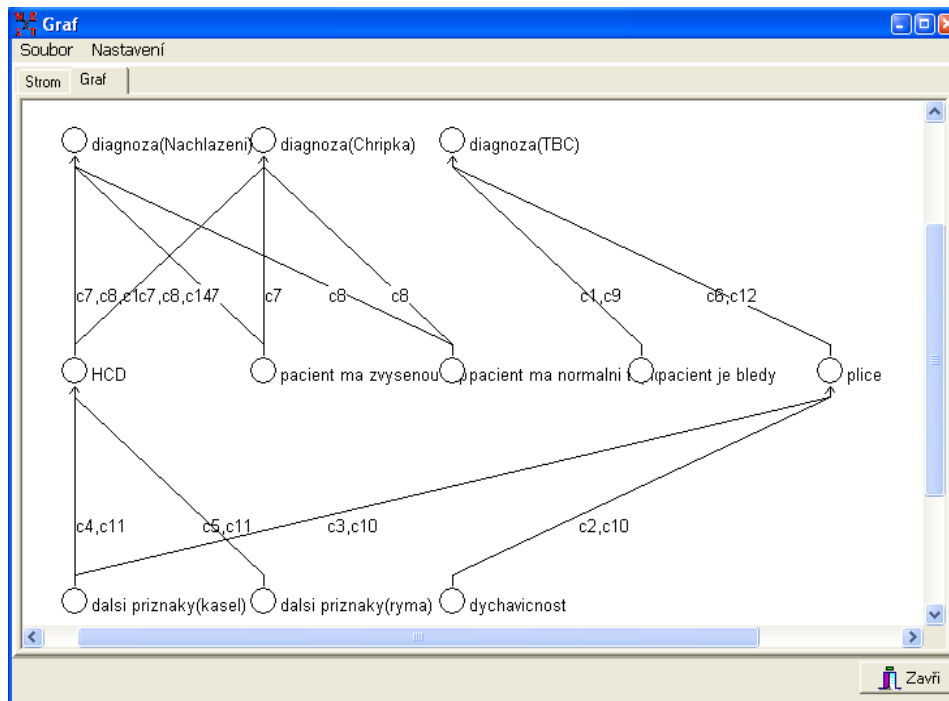 Graf
Soubor Nastavení
Strom Graf
diagnoza(Nachlazeni) diagnoza(Chripka) diagnoza(TBC)
c7,c8,c1c7,c8,c147 c7 c8 c8 c1,c9 c6,c12
HCD pacient ma zvysenou pacient ma normalni pacient je bledy plice
c4,c11 c5,c11 c3,c10 c2,c10
dalsi priznaky(kasel) dalsi priznaky(ryma) dychavicnost
Zavři